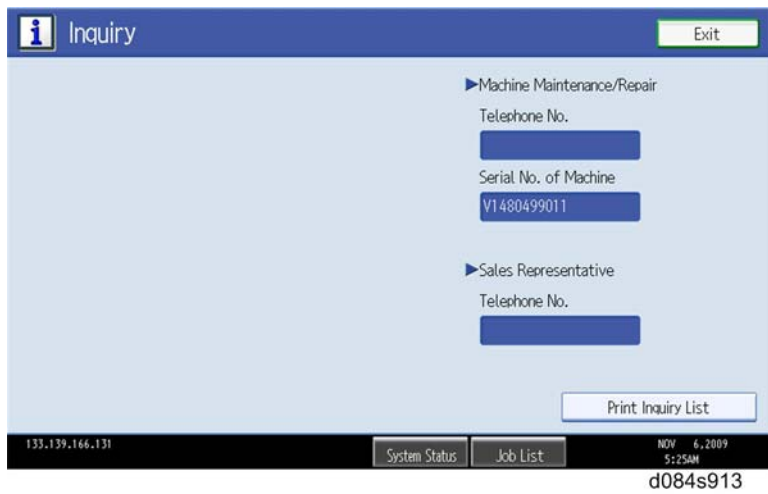 i Inquiry
Exit
▶Machine Maintenance/Repair
Telephone No.
Serial No. of Machine
V1480499011
▶Sales Representative
Telephone No.
Print Inquiry List
133.139.166.131
System Status
Job List
NOV 6,2009
5:25AM
d084s913